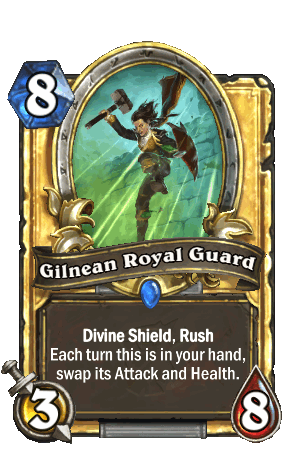 8
Gilnean Royal Guard
Divine Shield, Rush
Each turn this is in your hand,
swap its Attack and Health.
3
8